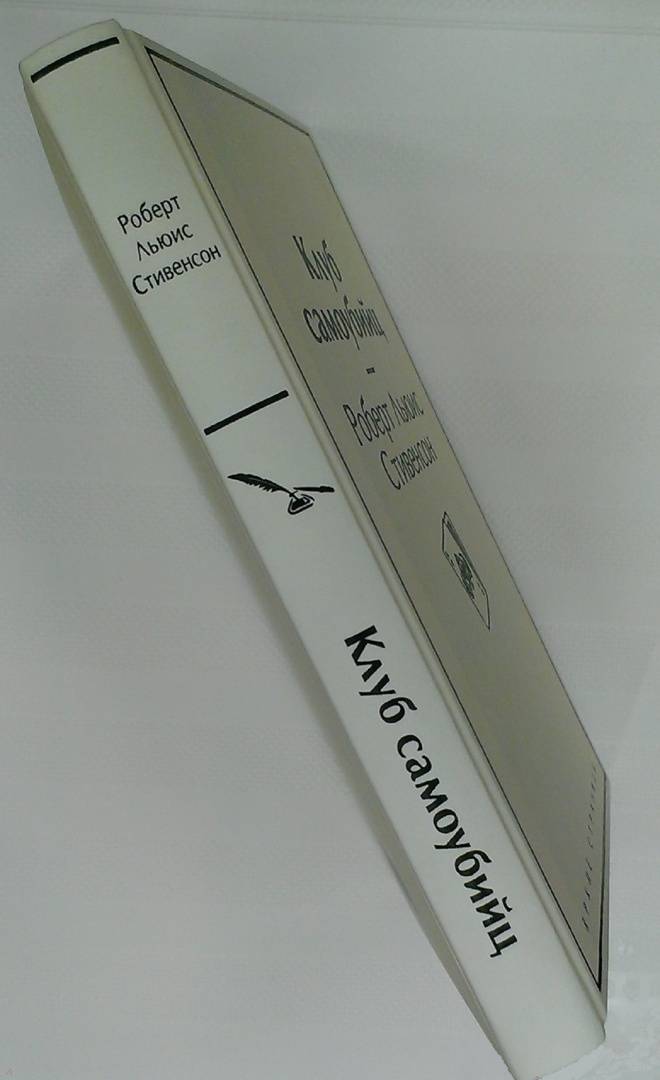 Роберт
Льюис
Стивенсон
Клуб самоубийц
Клуб
самоубийц
Роберт Льюис
Стивенсон